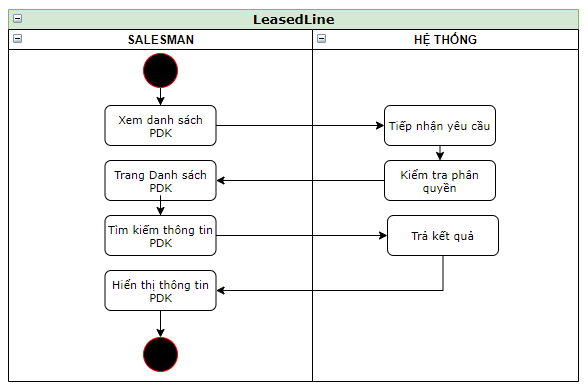 LeasedLine
SALESMAN
HỆ THỐNG
Xem danh sách
PDK
Tiếp nhận yêu cầu
Trang Danh sách
PDK
Kiểm tra phân
quyền
Tìm kiếm thông tin
PDK
Trả kết quả
Hiển thị thông tin
PDK